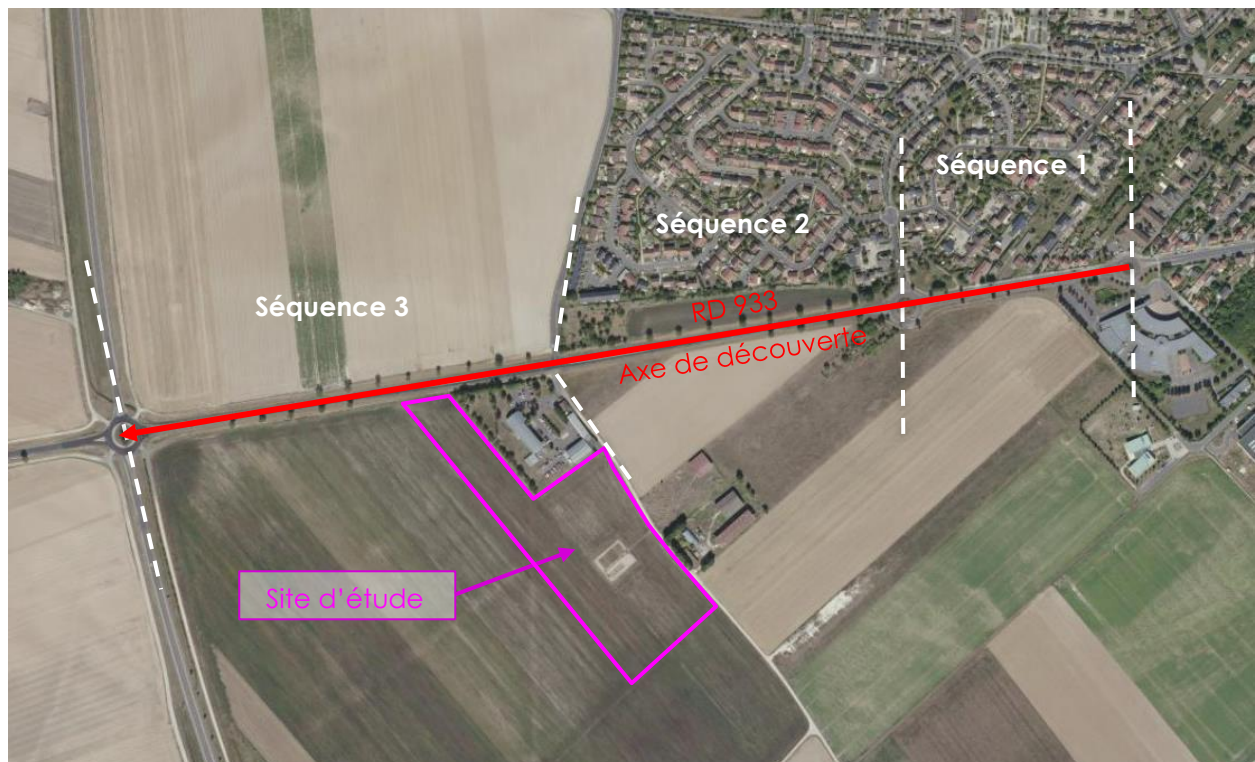 Séquence 1
Séquence 2
Séquence 3
RD 933
Axe de découverte
Site d'étude